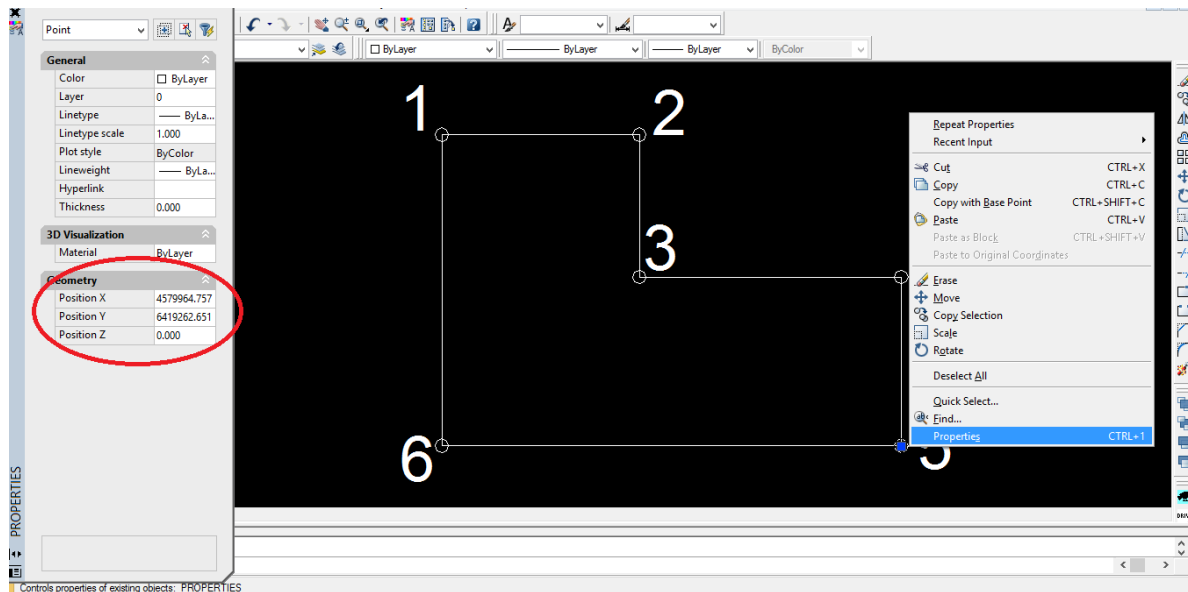 Point
General
Color ByLayer
Layer 0
Linetype ByLa...
Linetype scale 1.000
Plot style ByColor
Lineweight ByLa...
Hyperlink
Thickness 0.000
3D Visualization
Material ByLayer
Geometry
Position X 4579964.757
Position Y 6419262.651
Position Z 0.000
PROPERTIES
ByLayer ByLayer ByLayer ByColor
1
2
3
5
6
Repeat Properties
Recent Input
Cut CTRL+X
Copy CTRL+C
Copy with Base Point CTRL+SHIFT+C
Paste CTRL+V
Paste as Block CTRL+SHIFT+V
Paste to Original Coordinates
Erase
Move
Copy Selection
Scale
Rotate
Deselect All
Quick Select...
Find...
Properties CTRL+1
Controls properties of existing objects: PROPERTIES